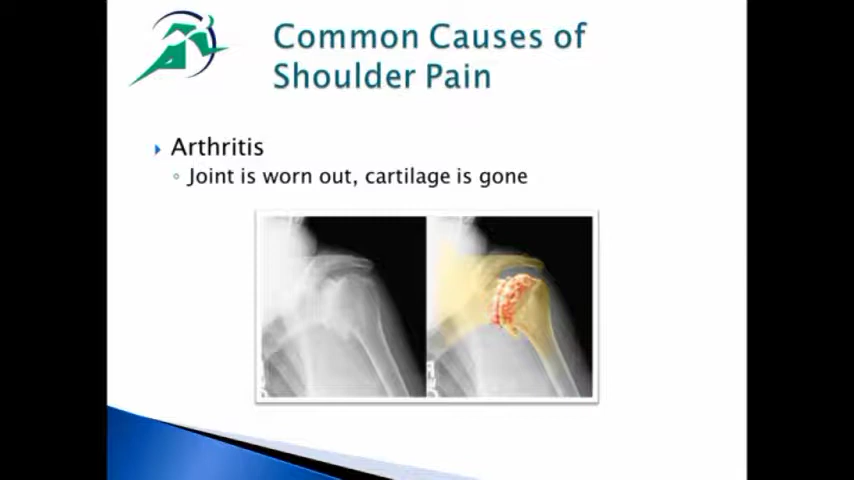 Common Causes of
Shoulder Pain
Arthritis
Joint is worn out, cartilage is gone